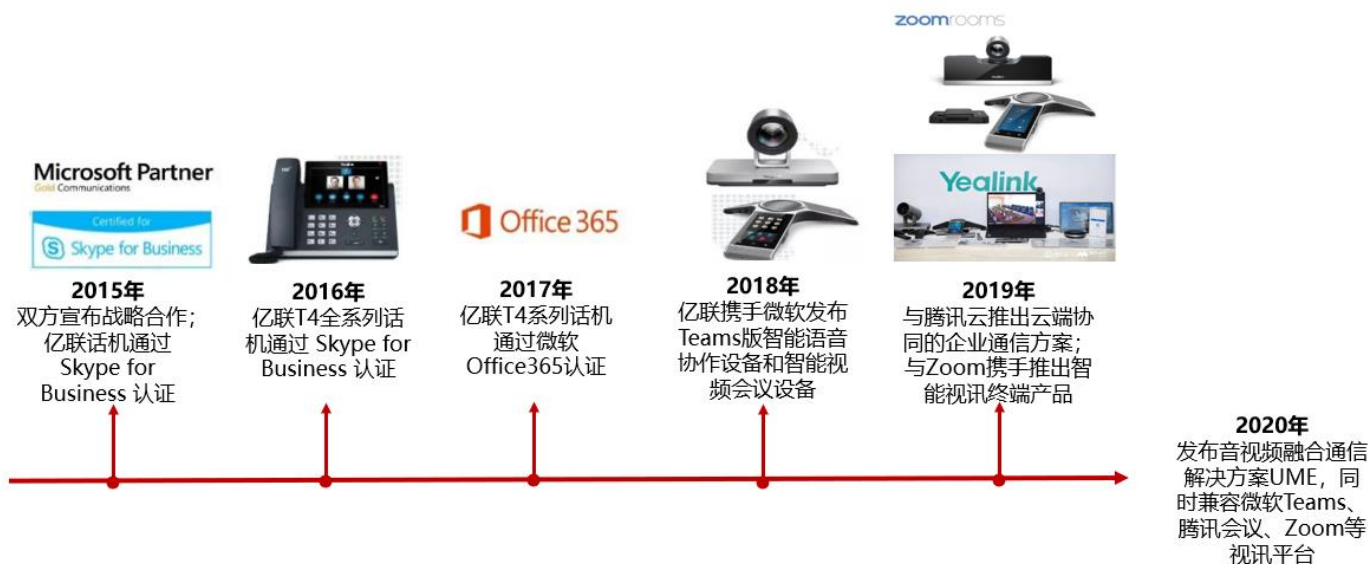 Microsoft Partner
Gold Communications
Certified for
S Skype for Business
2015年
双方宣布战略合作；
亿联话机通过
Skype for
Business 认证
2016年
亿联T4全系列话
机通过 Skype for
Business 认证
Office 365
2017年
亿联T4系列话机
通过微软
Office365认证
2018年
亿联携手微软发布
Teams版智能语音
协作设备和智能视
频会议设备
zoomrooms
Yealink
2019年
与腾讯云推出云端协
同的企业通信方案；
与Zoom携手推出智
能视讯终端产品
2020年
发布音视频融合通信
解决方案UME，同
时兼容微软Teams、
腾讯会议、Zoom等
视讯平台